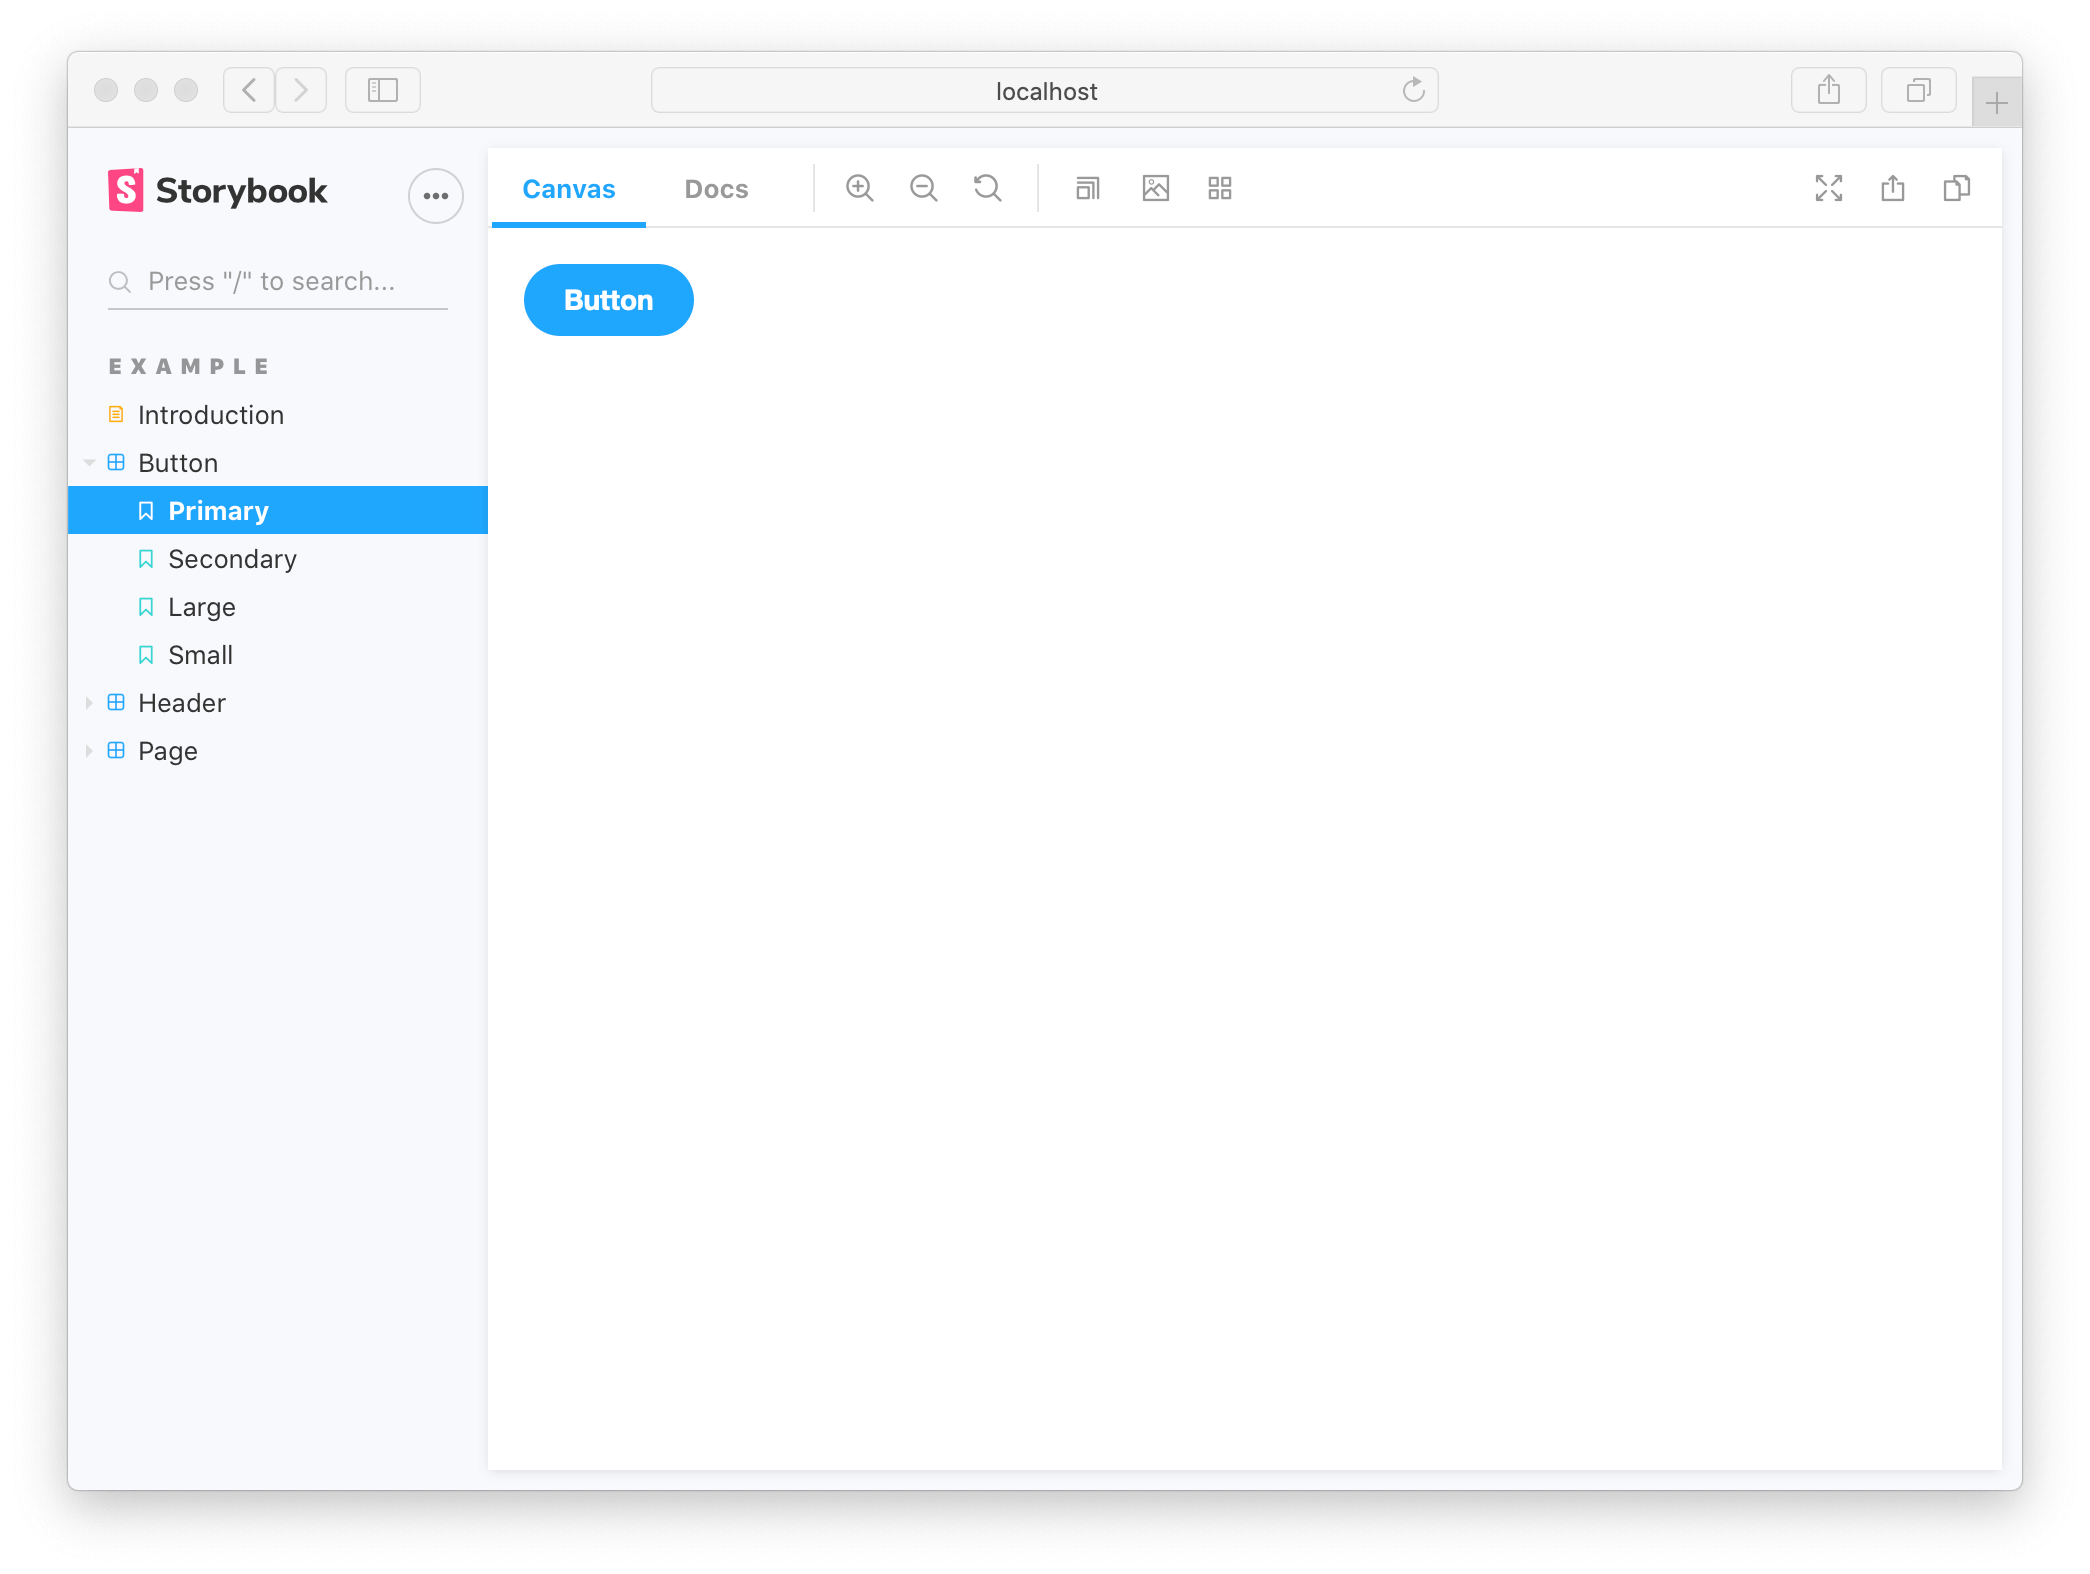 localhost
Storybook
Canvas Docs
Press "/" to search...
Button
EXAMPLE
Introduction
Button
Primary
Secondary
Large
Small
Header
Page